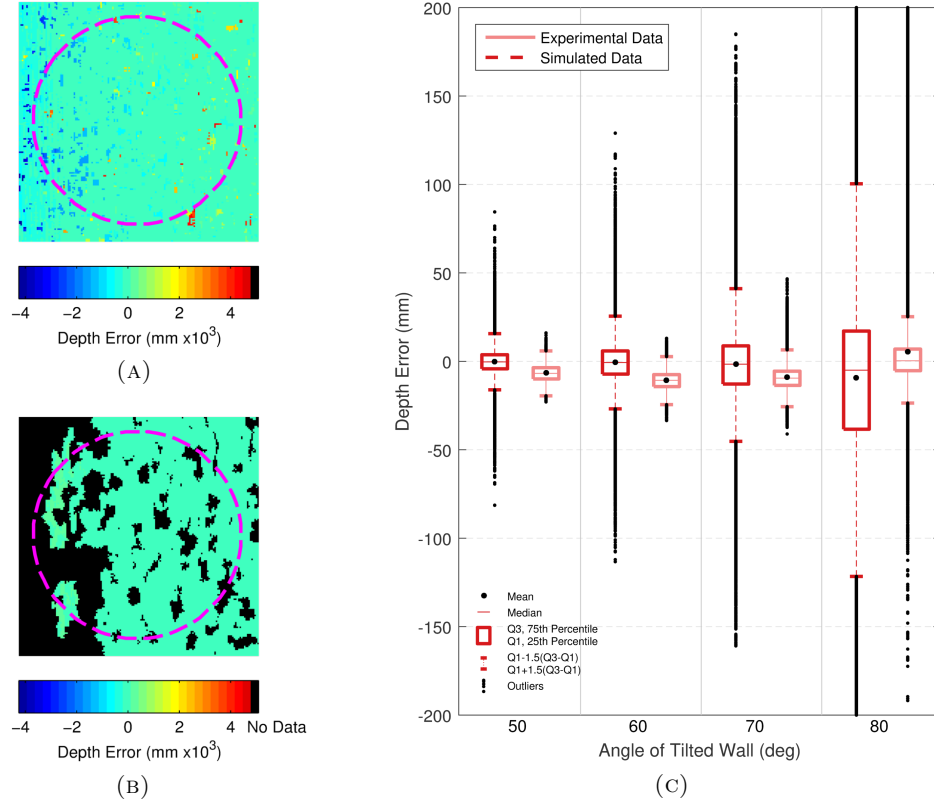 −4 −2 0 2 4
Depth Error (mm x10³)
(A)
−4 −2 0 2 No Data
Depth Error (mm x10³)
(B)
200
150
100
50
0
-50
-100
-150
-200
Depth Error (mm)
Experimental Data
Simulated Data
Mean
Median
Q3, 75th Percentile
Q1, 25th Percentile
Q1-1.5(Q3-Q1)
Q1+1.5(Q3-Q1)
Outliers
50 60 70 80
Angle of Tilted Wall (deg)
(C)